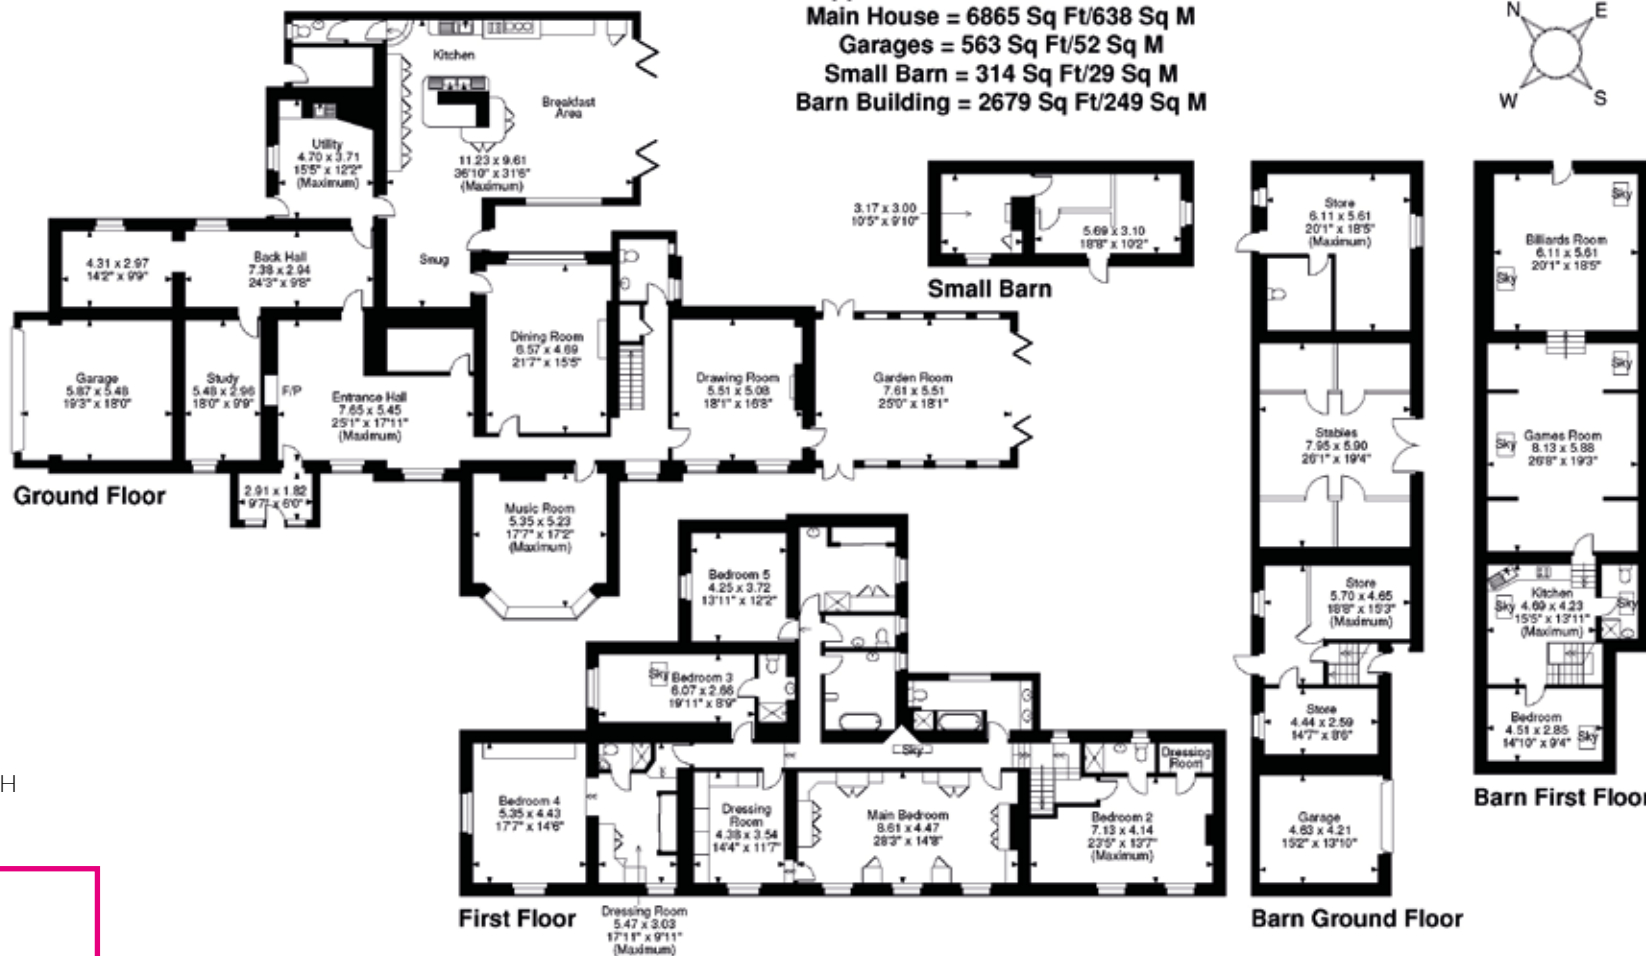 Main House = 6865 Sq Ft/638 Sq M
Garages = 563 Sq Ft/52 Sq M
Small Barn = 314 Sq Ft/29 Sq M
Barn Building = 2679 Sq Ft/249 Sq M
N
E
W
S
Kitchen
Breakfast
Area
11.23 x 9.61
36'10" x 31'6"
(Maximum)
Utility
4.70 x 3.71
15'5" x 12'2"
(Maximum)
4.31 x 2.97
14'2" x 9'9"
Back Hall
7.38 x 2.94
24'3" x 9'8"
Snug
Garage
5.87 x 5.48
19'3" x 18'0"
Study
5.48 x 2.96
18'0" x 9'9"
F/P
Entrance Hall
7.65 x 5.45
25'1" x 17'11"
(Maximum)
Dining Room
6.57 x 4.69
21'7" x 15'5"
Drawing Room
5.51 x 5.08
18'1" x 16'8"
Garden Room
7.61 x 5.51
25'0" x 18'1"
2.91 x 1.82
9'7" x 6'0"
Music Room
5.35 x 5.23
17'7" x 17'2"
(Maximum)
Ground Floor
3.17 x 3.00
10'5" x 9'10"
5.69 x 3.10
18'8" x 10'2"
Small Barn
Bedroom 5
4.25 x 3.72
13'11" x 12'2"
Sky
Bedroom 3
6.07 x 2.66
19'11" x 8'9"
Sky
Bedroom 4
5.35 x 4.43
17'7" x 14'6"
Dressing
Room
4.38 x 3.54
14'4" x 11'7"
Main Bedroom
8.61 x 4.47
28'3" x 14'8"
Dressing
Room
Bedroom 2
7.13 x 4.14
23'5" x 13'7"
(Maximum)
Dressing Room
5.47 x 3.03
17'11" x 9'11"
(Maximum)
First Floor
Store
6.11 x 5.61
20'1" x 18'5"
(Maximum)
Stables
7.95 x 5.90
26'1" x 19'4"
Store
5.70 x 4.65
18'8" x 15'3"
(Maximum)
Store
4.44 x 2.59
14'7" x 8'6"
Garage
4.63 x 4.21
15'2" x 13'10"
Barn Ground Floor
Sky
Billiards Room
6.11 x 5.61
20'1" x 18'5"
Sky
Sky
Sky
Games Room
8.13 x 5.88
26'8" x 19'3"
Kitchen
Sky
4.69 x 4.23
15'5" x 13'11"
(Maximum)
Sky
Bedroom
4.51 x 2.85
14'10" x 9'4"
Sky
Barn First Floor
H